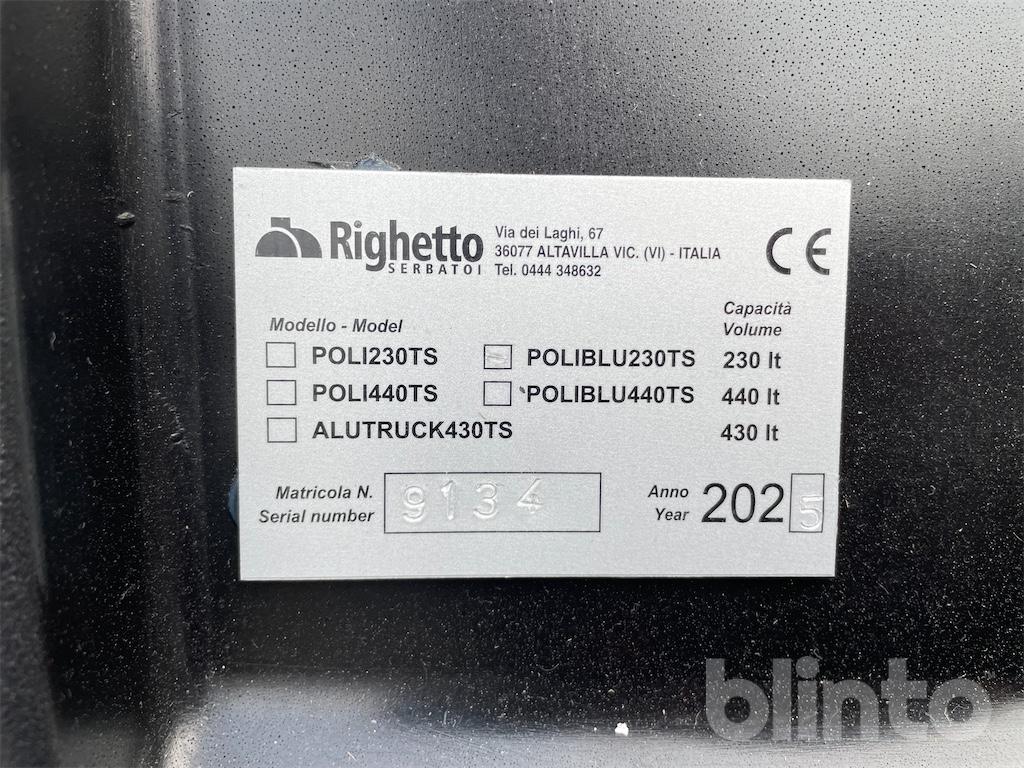 Righetto
SERBATOI
Via dei Laghi, 67
36077 ALTAVILLA VIC. (VI) - ITALIA
Tel. 0444 348632
CE
Modello - Model
Capacità
Volume
POLI230TS POLIBLU230TS 230 lt
POLI440TS POLIBLU440TS 440 lt
ALUTRUCK430TS 430 lt
Matricola N.
Serial number
9134
Anno
Year
2025
blinto